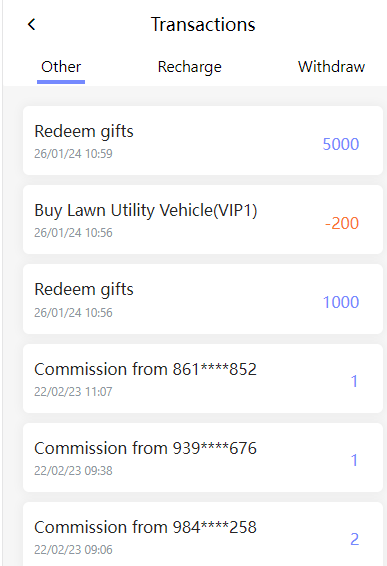 Transactions
Other Recharge Withdraw
Redeem gifts
5000
26/01/24 10:59
Buy Lawn Utility Vehicle(VIP1)
-200
26/01/24 10:56
Redeem gifts
1000
26/01/24 10:56
Commission from 861****852
1
22/02/23 11:07
Commission from 939****676
1
22/02/23 09:38
Commission from 984****258
2
22/02/23 09:06